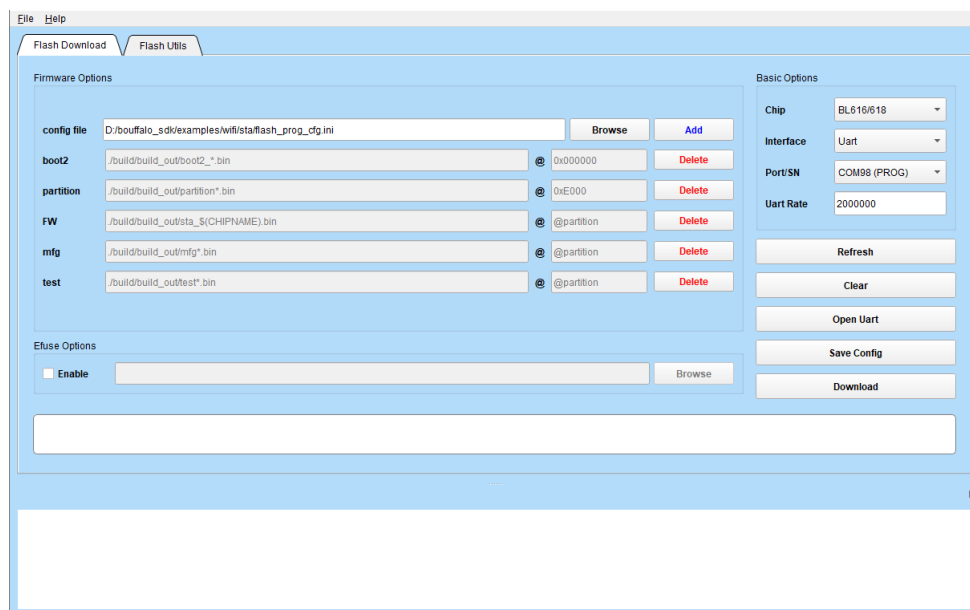 File Help
Flash Download Flash Utils
Firmware Options
config file D:/bouffalo_sdk/examples/wifi/sta/flash_prog_cfg.ini Browse Add
boot2 ./build/build_out/boot2_*.bin @ 0x000000 Delete
partition ./build/build_out/partition*.bin @ 0xE000 Delete
FW ./build/build_out/sta_$(CHIPNAME).bin @ @partition Delete
mfg ./build/build_out/mfg*.bin @ @partition Delete
test ./build/build_out/test*.bin @ @partition Delete
Efuse Options
Enable Browse
Basic Options
Chip BL616/618
Interface Uart
Port/SN COM98 (PROG)
Uart Rate 2000000
Refresh
Clear
Open Uart
Save Config
Download